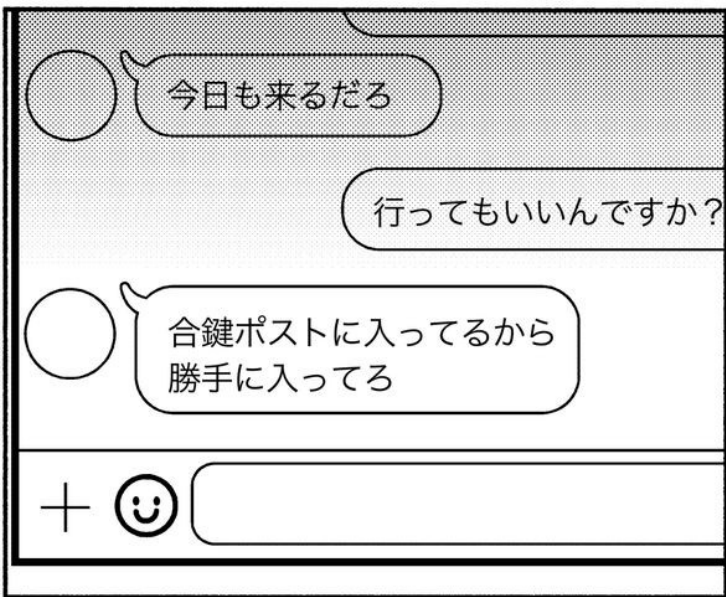 今日も来るだろ
行ってもいいんですか？
合鍵ポストに入ってるから
勝手に入ってろ